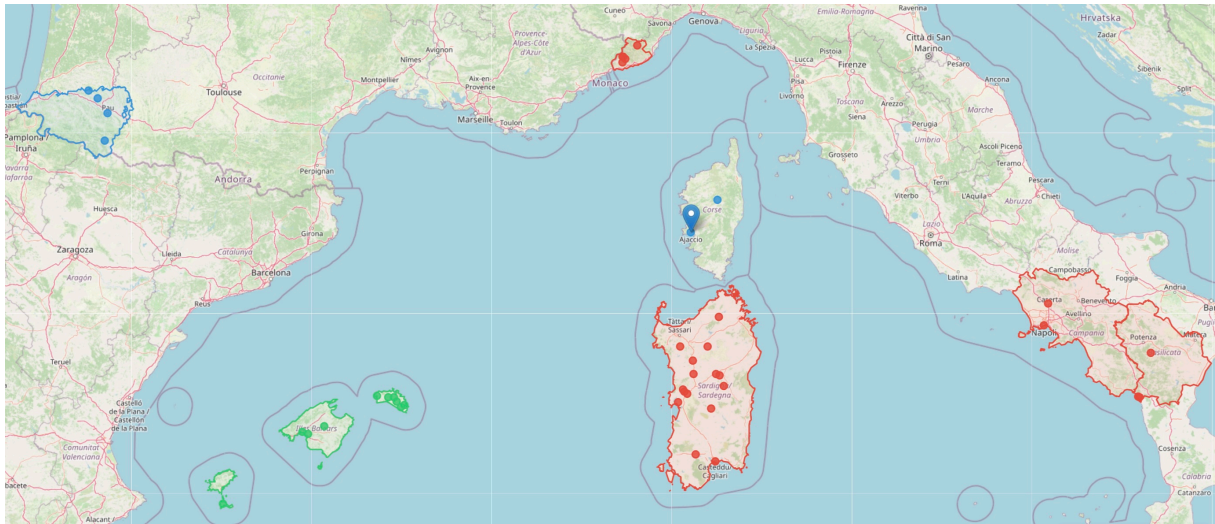 Cuneo
Savona
Genova
Liguria
La Spezia
Emilia-Romagna
Ravenna
Hrvatska
Zadar
Šibenik
Split
Provence-
Alpes-Côte
d'Azur
Avignon
Nîmes
Aix-en-
Provence
Monaco
Marseille
Toulon
Montpellier
Occitanie
Toulouse
Pau
Pamplona
Iruña
Andorra
Perpignan
Huesca
Girona
Zaragoza
Lleida
Catalunya
Aragón
Barcelona
Reus
Teruel
Castelló
de la Plana /
Castellón
de la Plana
Comunitat
Valenciana
Alacant /
Illes Balears
Corse
Ajaccio
Tàttari/
Sàssari
Sardigna/
Sardegna
Casteddu/
Cagliari
Pistoia
Lucca
Pisa
Livorno
Firenze
Toscana
Arezzo
Siena
Grosseto
Città di San
Marino
Pesaro
Ancona
Marche
Perugia
Umbria
Ascoli Piceno
Teramo
Terni
Viterbo
L'Aquila
Pescara
Chieti
Abruzzo
Lazio
Roma
Latina
Molise
Campobasso
Foggia
Andria
Caserta
Benevento
Avellino
Napoli
Campania
Potenza
Matera
Basilicata
Cosenza
Calabria
Catanzaro